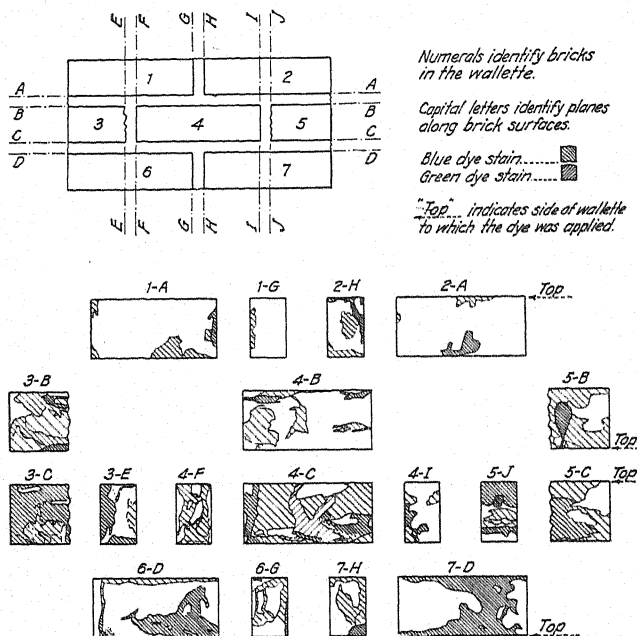 E F G H I J
1 2
A A
B B
3 4 5
C C
D D
6 7
E F G H I J
Numerals identify bricks
in the wallette.
Capital letters identify planes
along brick surfaces.
Blue dye stain........
Green dye stain.....
"Top" indicates side of wallette
to which the dye was applied.
1-A 1-G 2-H 2-A Top
3-B 4-B 5-B
Top
3-C 3-E 4-F 4-C 4-I 5-J 5-C Top
6-D 6-G 7-H 7-D
Top